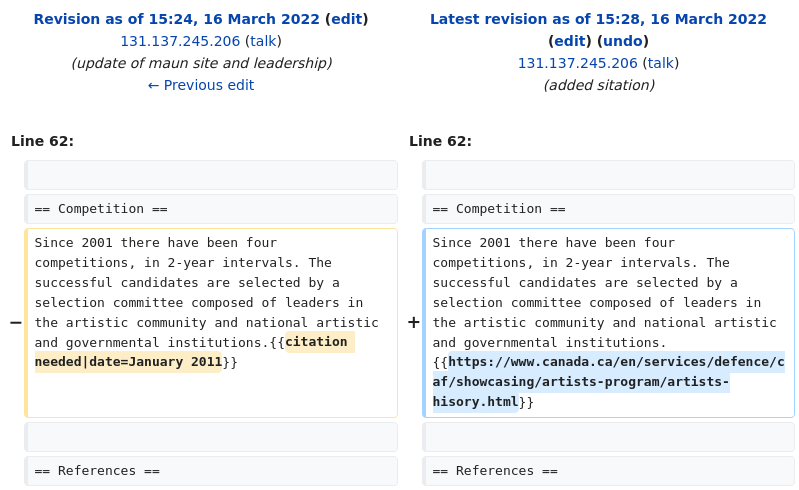 Revision as of 15:24, 16 March 2022 (edit)
131.137.245.206 (talk)
(update of maun site and leadership)
← Previous edit
Latest revision as of 15:28, 16 March 2022
(edit) (undo)
131.137.245.206 (talk)
(added sitation)
Line 62:
Line 62:
== Competition ==
== Competition ==
−
Since 2001 there have been four
competitions, in 2-year intervals. The
successful candidates are selected by a
selection committee composed of leaders in
the artistic community and national artistic
and governmental institutions.{{citation
needed|date=January 2011}}
+
Since 2001 there have been four
competitions, in 2-year intervals. The
successful candidates are selected by a
selection committee composed of leaders in
the artistic community and national artistic
and governmental institutions.
{{https://www.canada.ca/en/services/defence/c
af/showcasing/artists-program/artists-
hisory.html}}
== References ==
== References ==